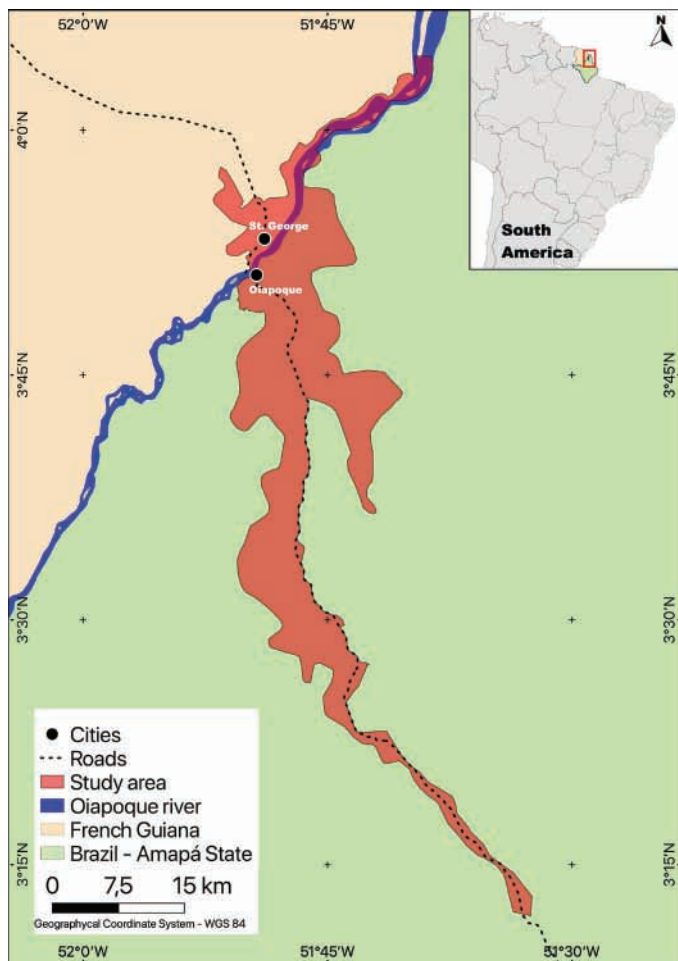 52°0'W
51°45'W
N
4°0'N
4°0'N
South
America
St. George
Oiapoque
3°45'N
3°45'N
3°30'N
3°30'N
Cities
Roads
Study area
Oiapoque river
French Guiana
Brazil - Amapá State
0 7,5 15 km
Geographycal Coordinate System - WGS 84
3°15'N
3°15'N
52°0'W
51°45'W
51°30'W